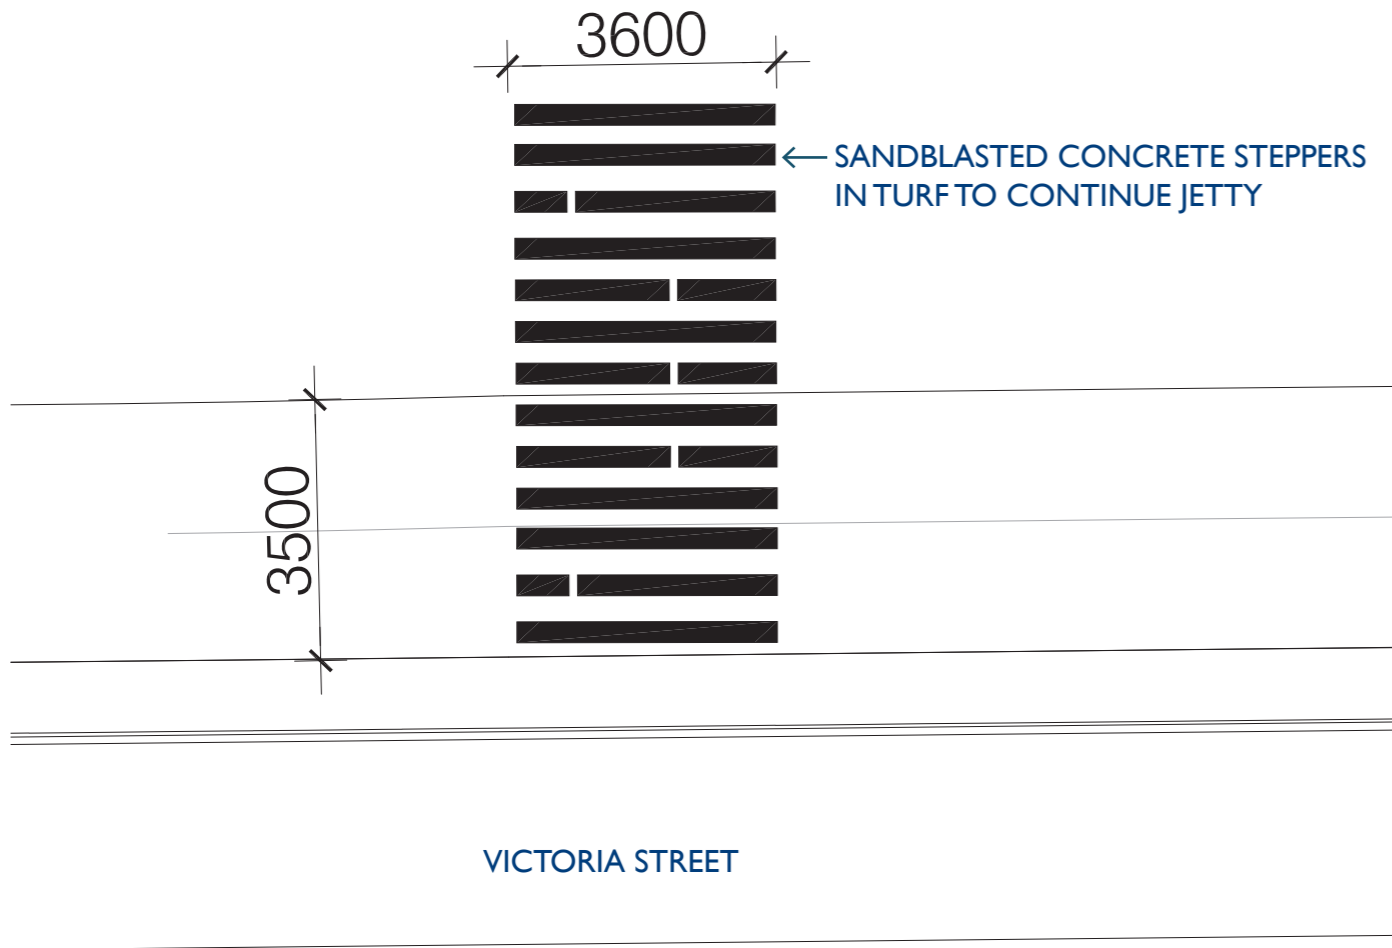 3600
SANDBLASTED CONCRETE STEPPERS
IN TURF TO CONTINUE JETTY
3500
VICTORIA STREET